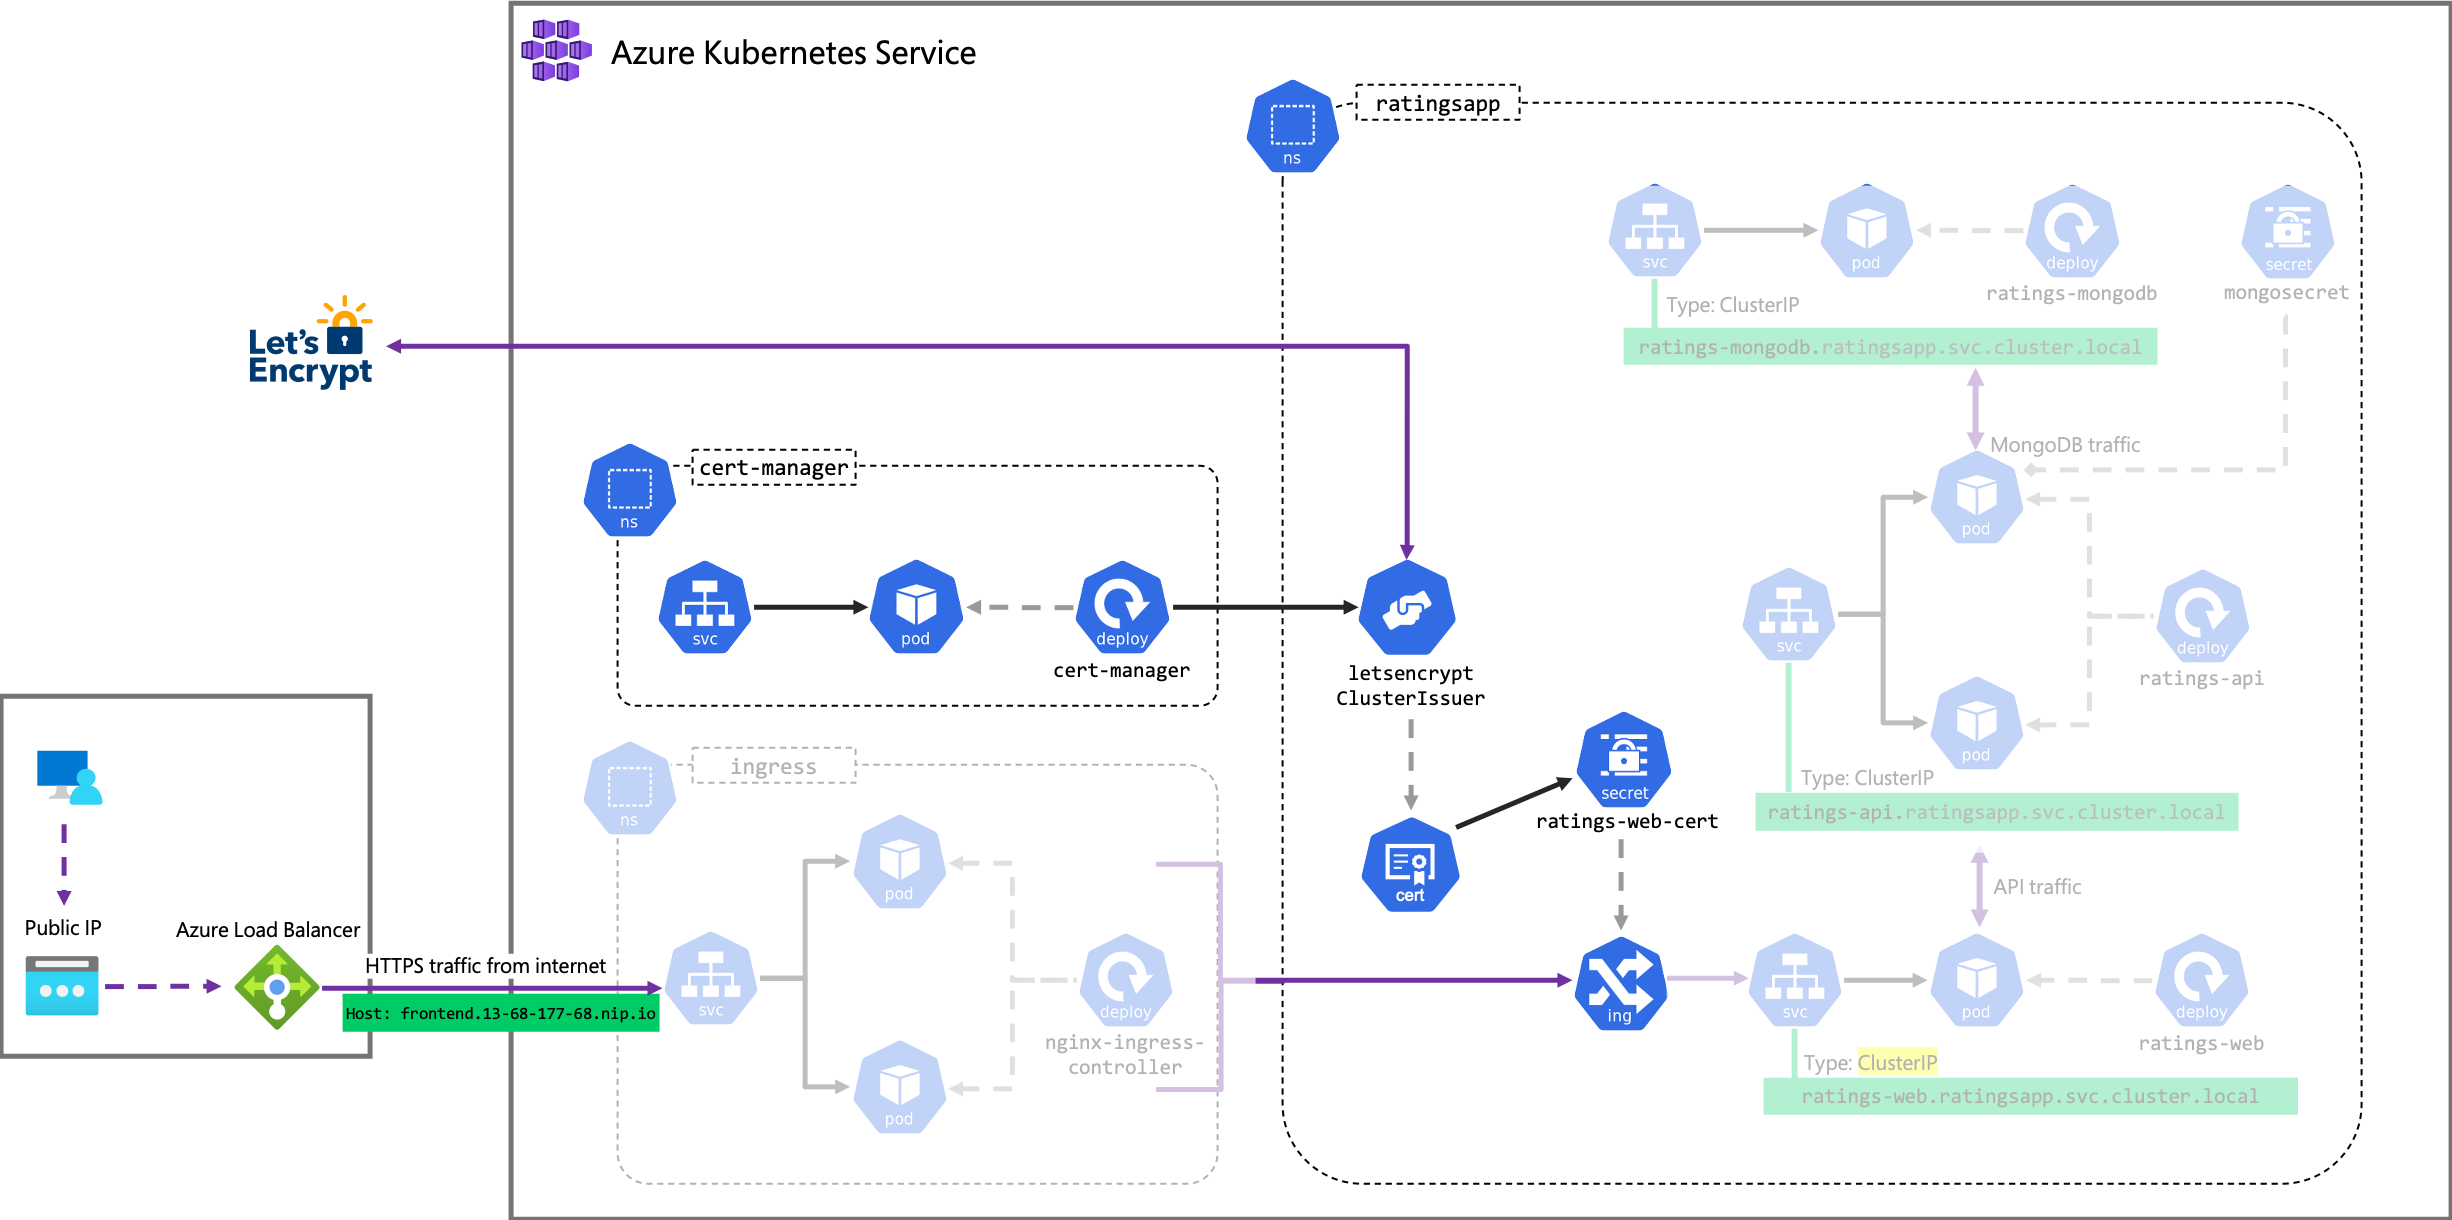 Azure Kubernetes Service
ratingsapp
ns
svc
pod
deploy
secret
ratings-mongodb
mongosecret
Type: ClusterIP
ratings-mongodb.ratingsapp.svc.cluster.local
Let's
Encrypt
MongoDB traffic
cert-manager
ns
pod
svc
pod
deploy
cert-manager
letsencrypt
ClusterIssuer
svc
deploy
ratings-api
pod
Type: ClusterIP
ratings-api.ratingsapp.svc.cluster.local
ingress
ns
secret
ratings-web-cert
cert
pod
API traffic
Public IP
Azure Load Balancer
HTTPS traffic from internet
Host: frontend.13-68-177-68.nip.io
svc
deploy
nginx-ingress-
controller
pod
ing
svc
pod
deploy
ratings-web
Type: ClusterIP
ratings-web.ratingsapp.svc.cluster.local